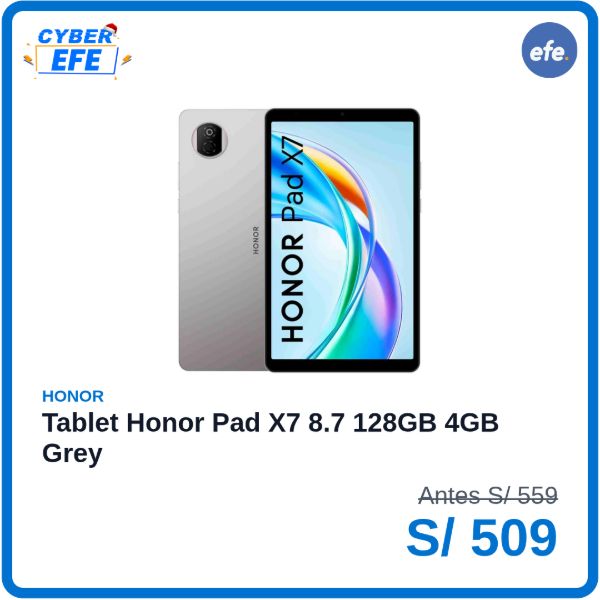 CYBER
EFE
efe.
HONOR
HONOR Pad X7
HONOR
Tablet Honor Pad X7 8.7 128GB 4GB
Grey
Antes S/ 559
S/ 509